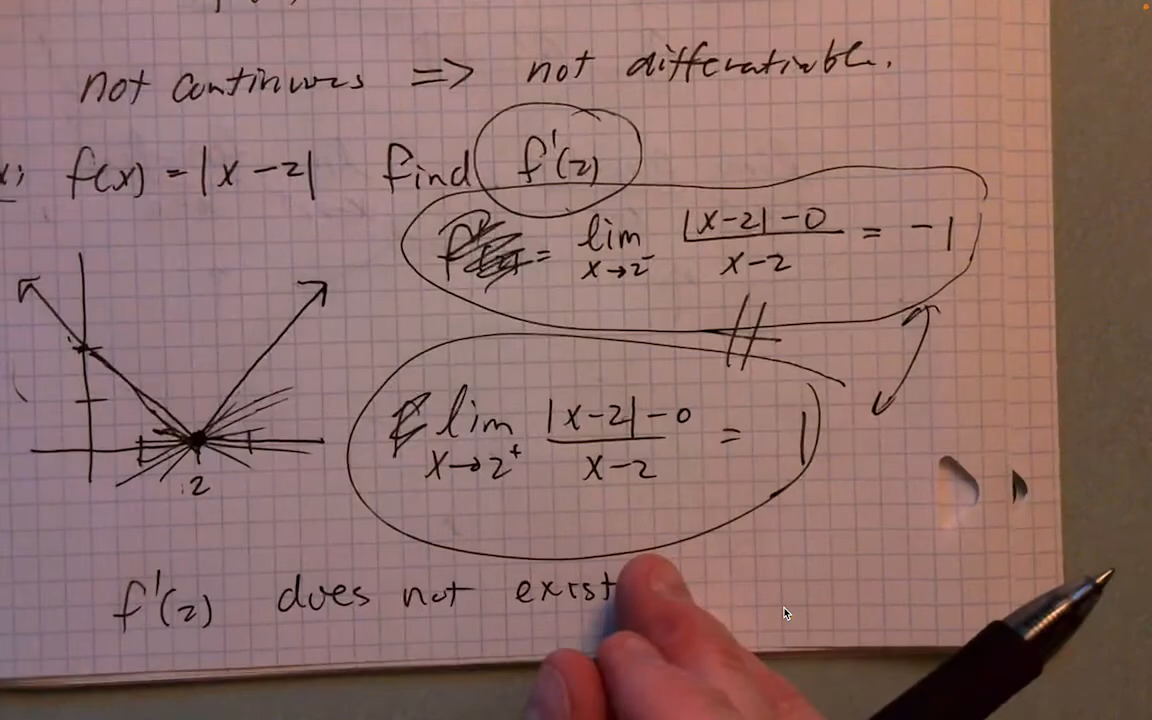 not continuous => not differatiable.
x: f(x) = |x-2| find f'(2)
= lim x→2⁻ (|x-2|-0)/(x-2) = -1
≠
lim x→2⁺ (|x-2|-0)/(x-2) = 1
2
f'(2) does not exist